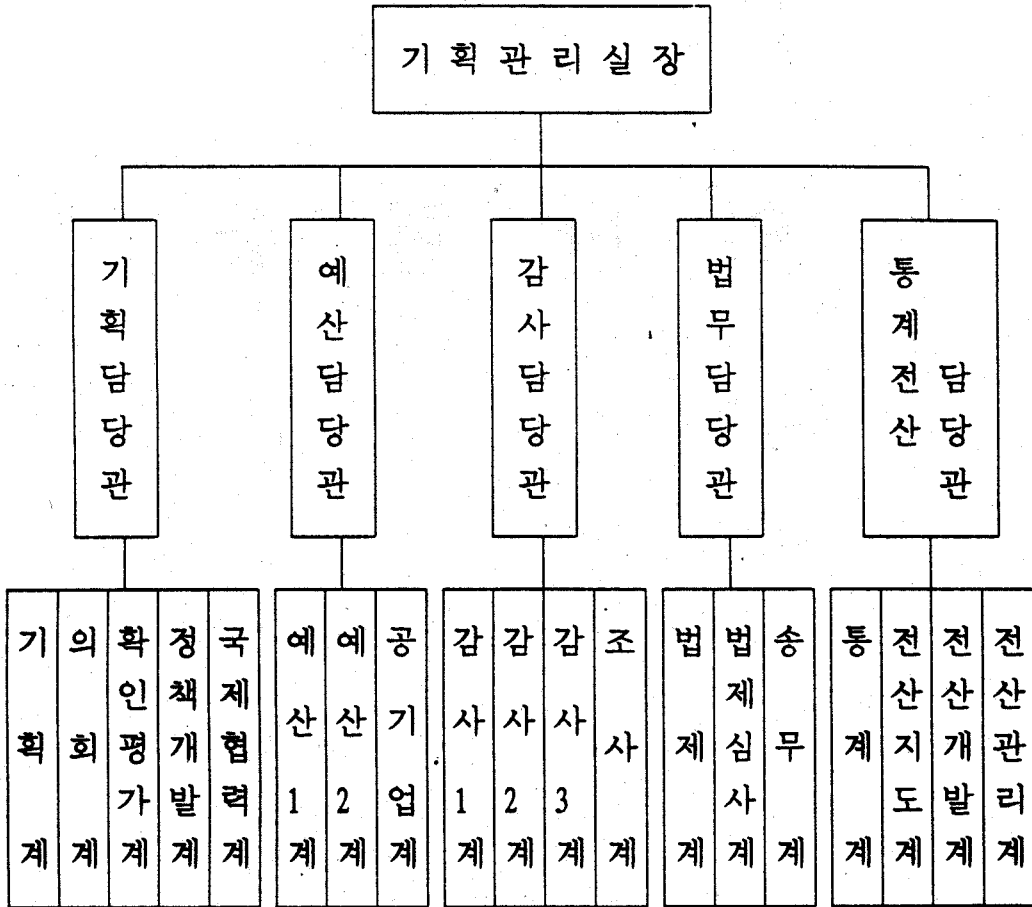 기획관리실장
기획담당관
예산담당관
감사담당관
법무담당관
통계전산담당관
기획계
의회계
확인평가계
정책개발계
국제협력계
예산1계
예산2계
공기업계
감사1계
감사2계
감사3계
조사계
법제계
법제심사계
송무계
통계계
전산지도계
전산개발계
전산관리계